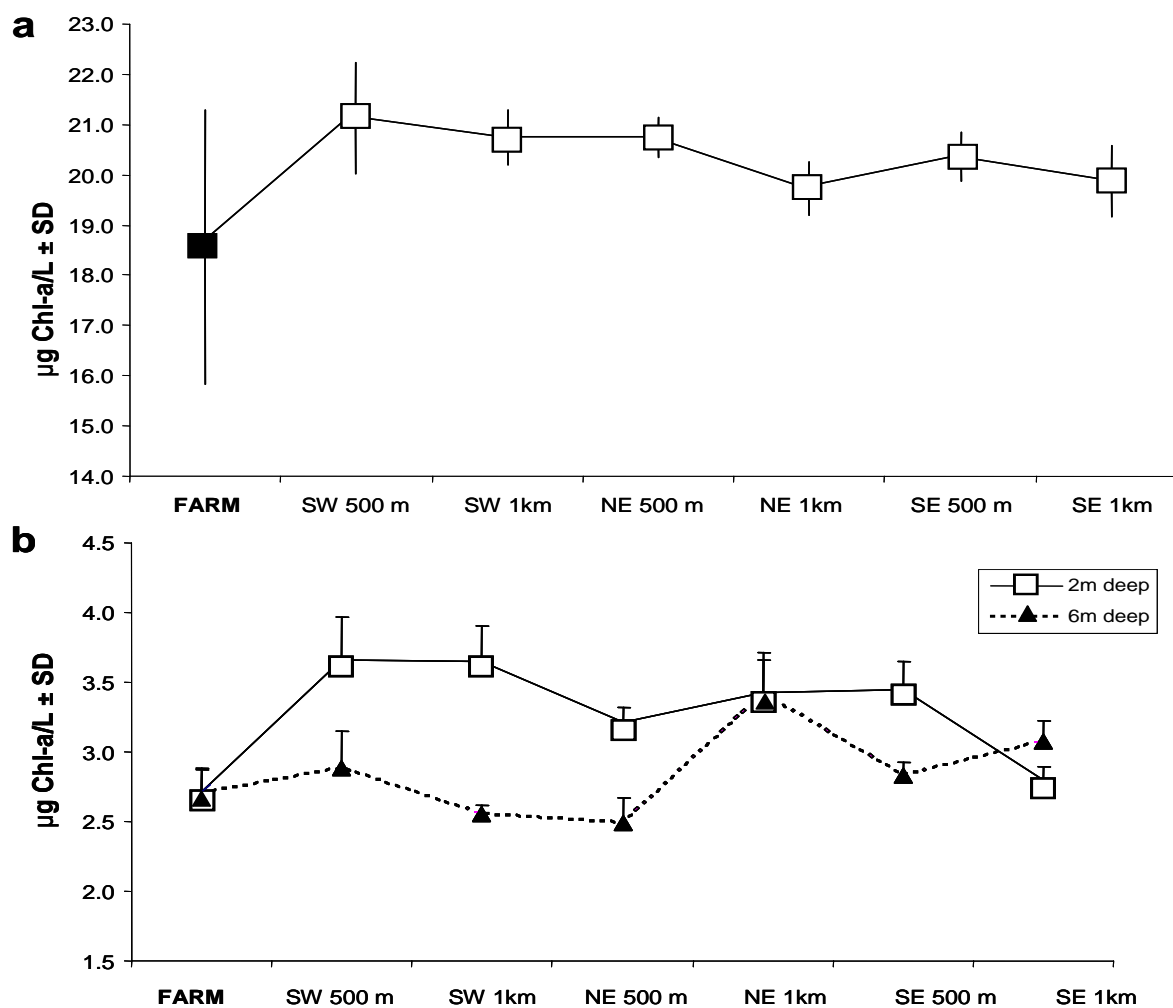 a
23.0
22.0
21.0
20.0
19.0
18.0
17.0
16.0
15.0
14.0
µg Chl-a/L ± SD
FARM SW 500 m SW 1km NE 500 m NE 1km SE 500 m SE 1km
b
4.5
4.0
3.5
3.0
2.5
2.0
1.5
µg Chl-a/L ± SD
2m deep
6m deep
FARM SW 500 m SW 1km NE 500 m NE 1km SE 500 m SE 1km